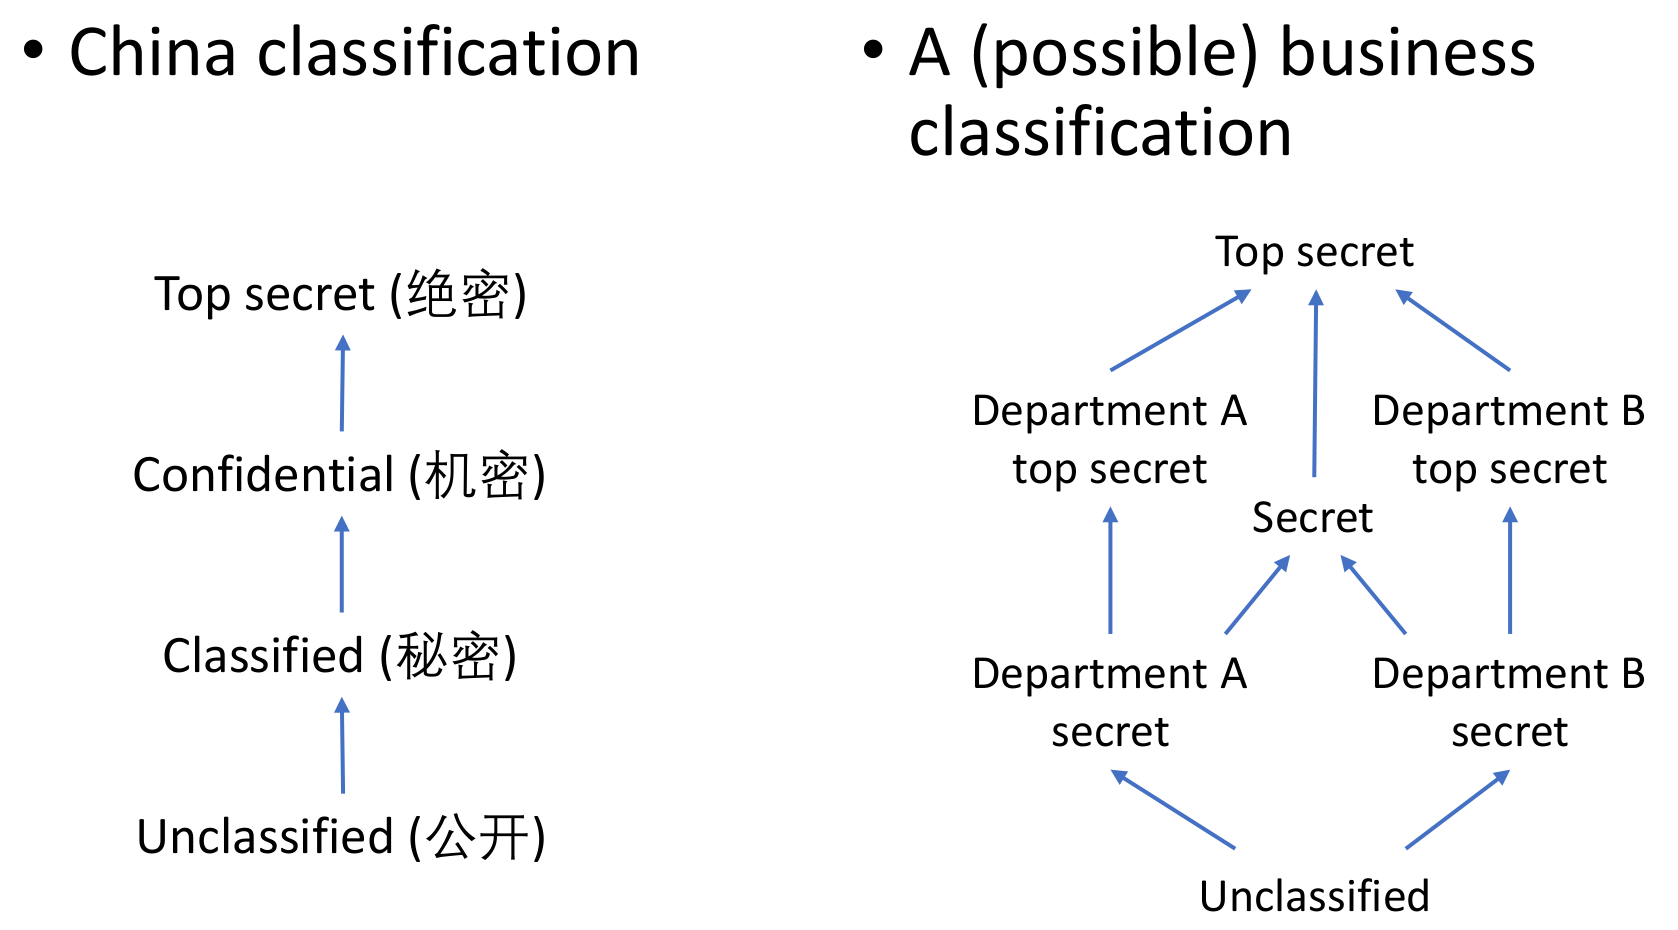 • China classification
Top secret (绝密)
Confidential (机密)
Classified (秘密)
Unclassified (公开)
• A (possible) business
classification
Top secret
Department A
top secret
Department B
top secret
Secret
Department A
secret
Department B
secret
Unclassified